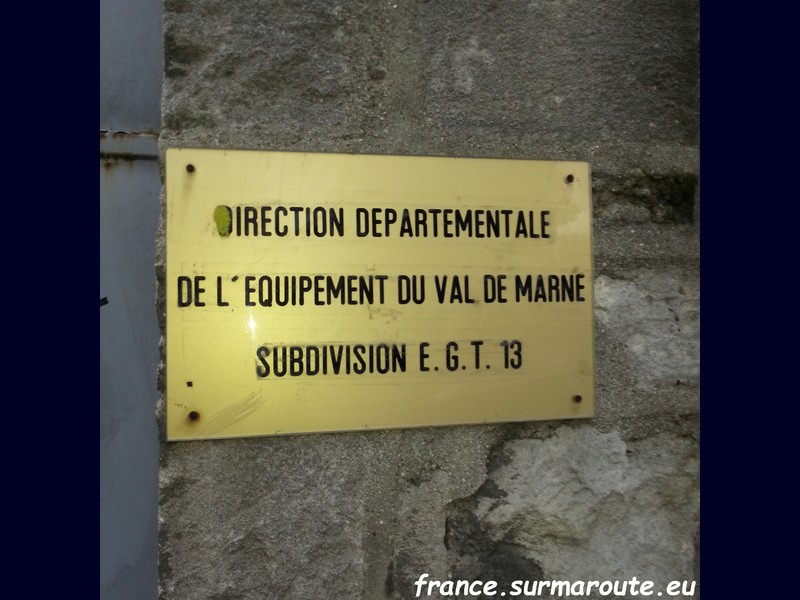 DIRECTION DEPARTEMENTALE
DE L'EQUIPEMENT DU VAL DE MARNE
SUBDIVISION E.G.T. 13
france.surmaroute.eu